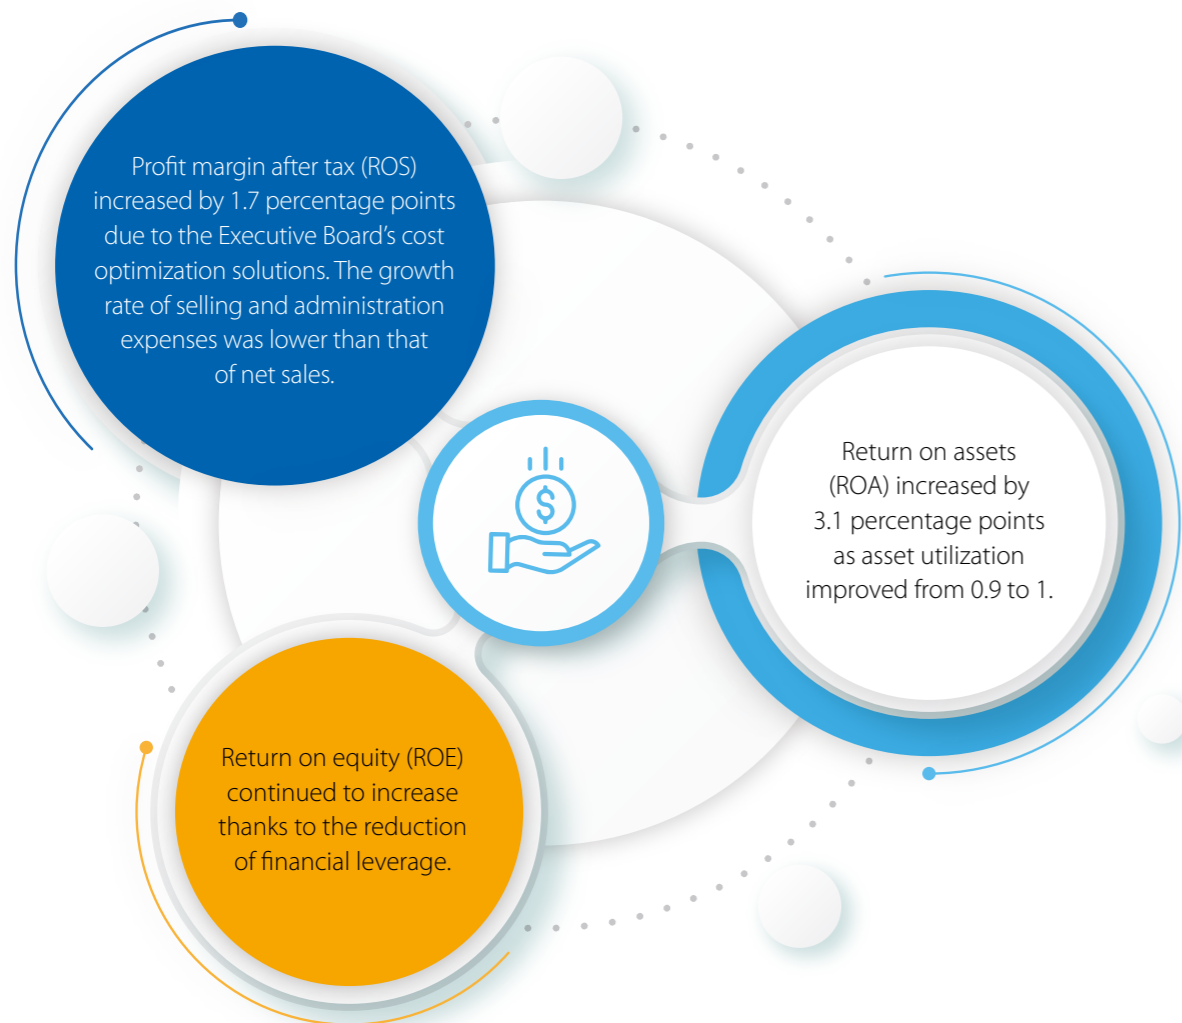 Profit margin after tax (ROS)
increased by 1.7 percentage points
due to the Executive Board’s cost
optimization solutions. The growth
rate of selling and administration
expenses was lower than that
of net sales.
$
Return on assets
(ROA) increased by
3.1 percentage points
as asset utilization
improved from 0.9 to 1.
Return on equity (ROE)
continued to increase
thanks to the reduction
of financial leverage.